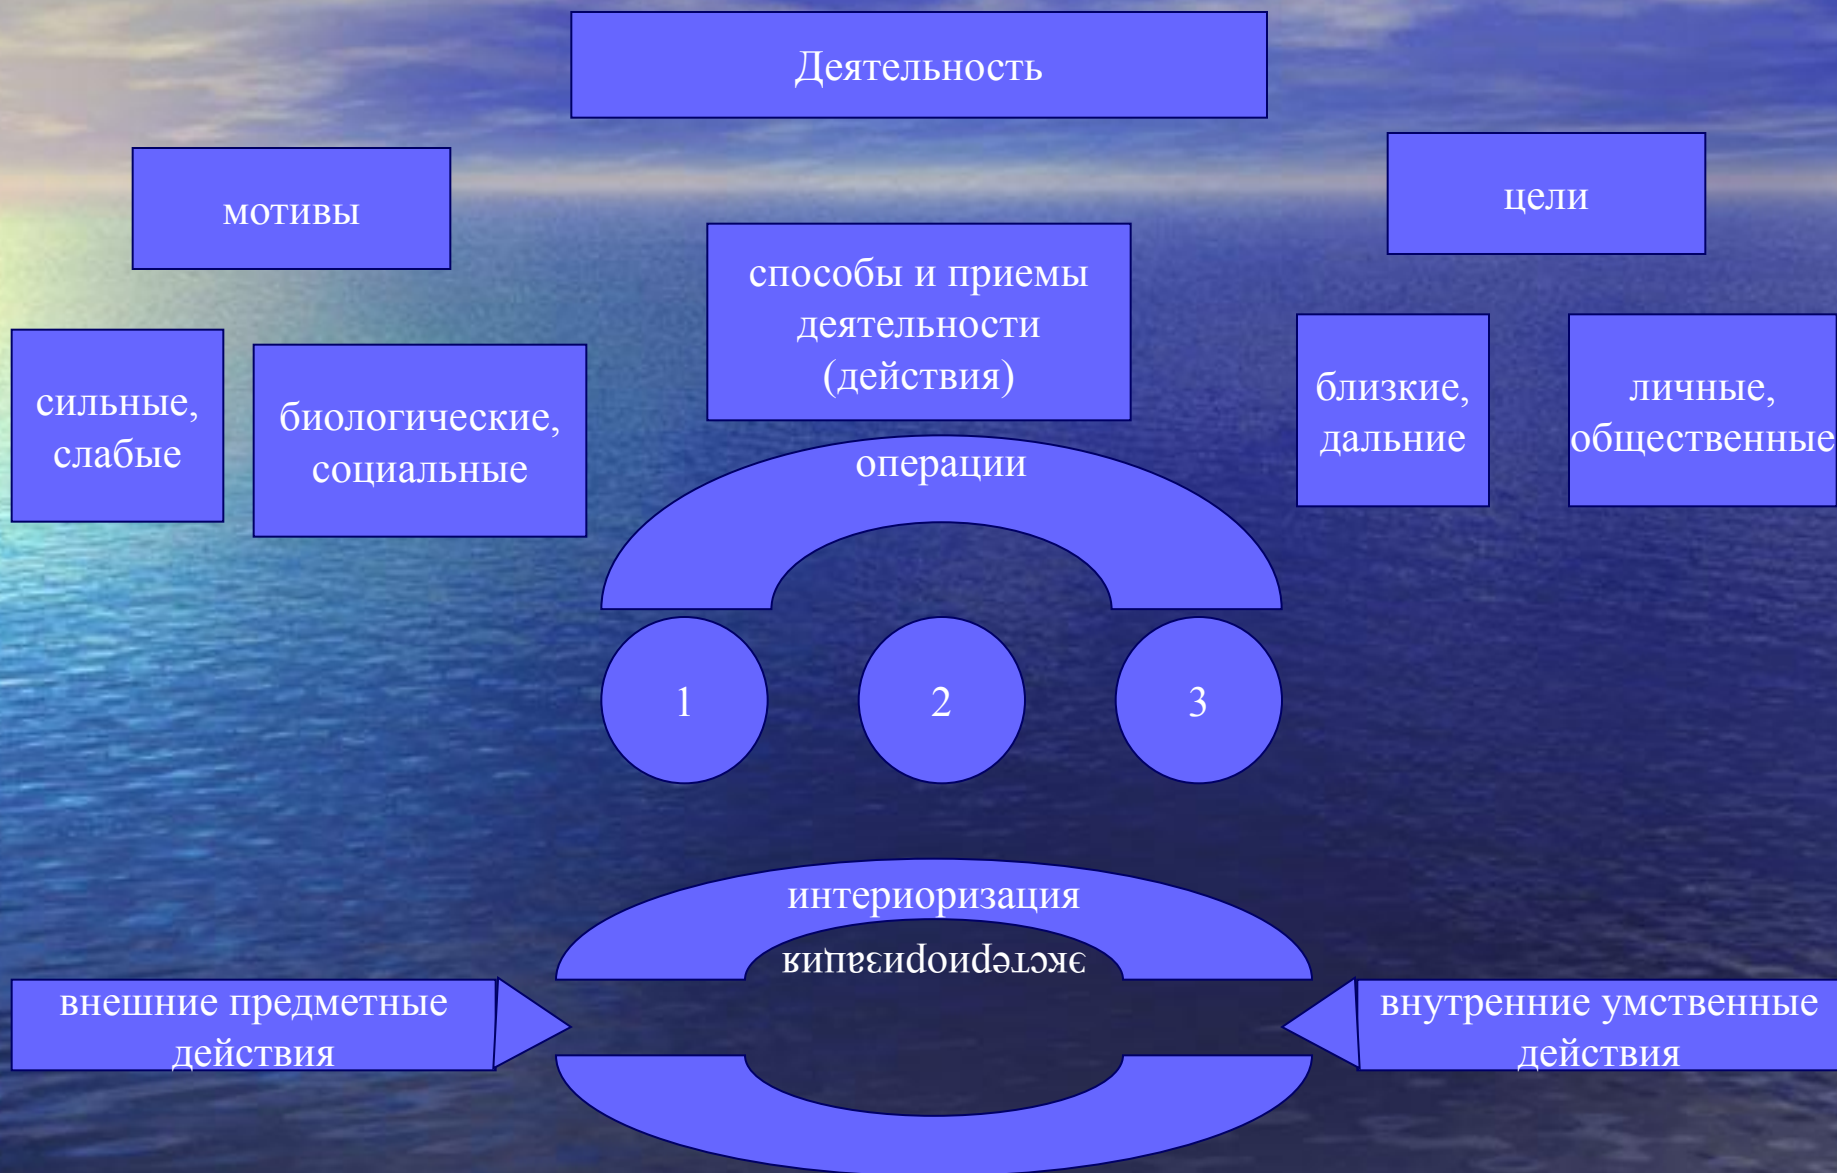 Деятельность
мотивы
цели
способы и приемы
деятельности
(действия)
сильные,
слабые
биологические,
социальные
близкие,
дальние
личные,
общественные
операции
1
2
3
интериоризация
экстериоризация
внешние предметные
действия
внутренние умственные
действия